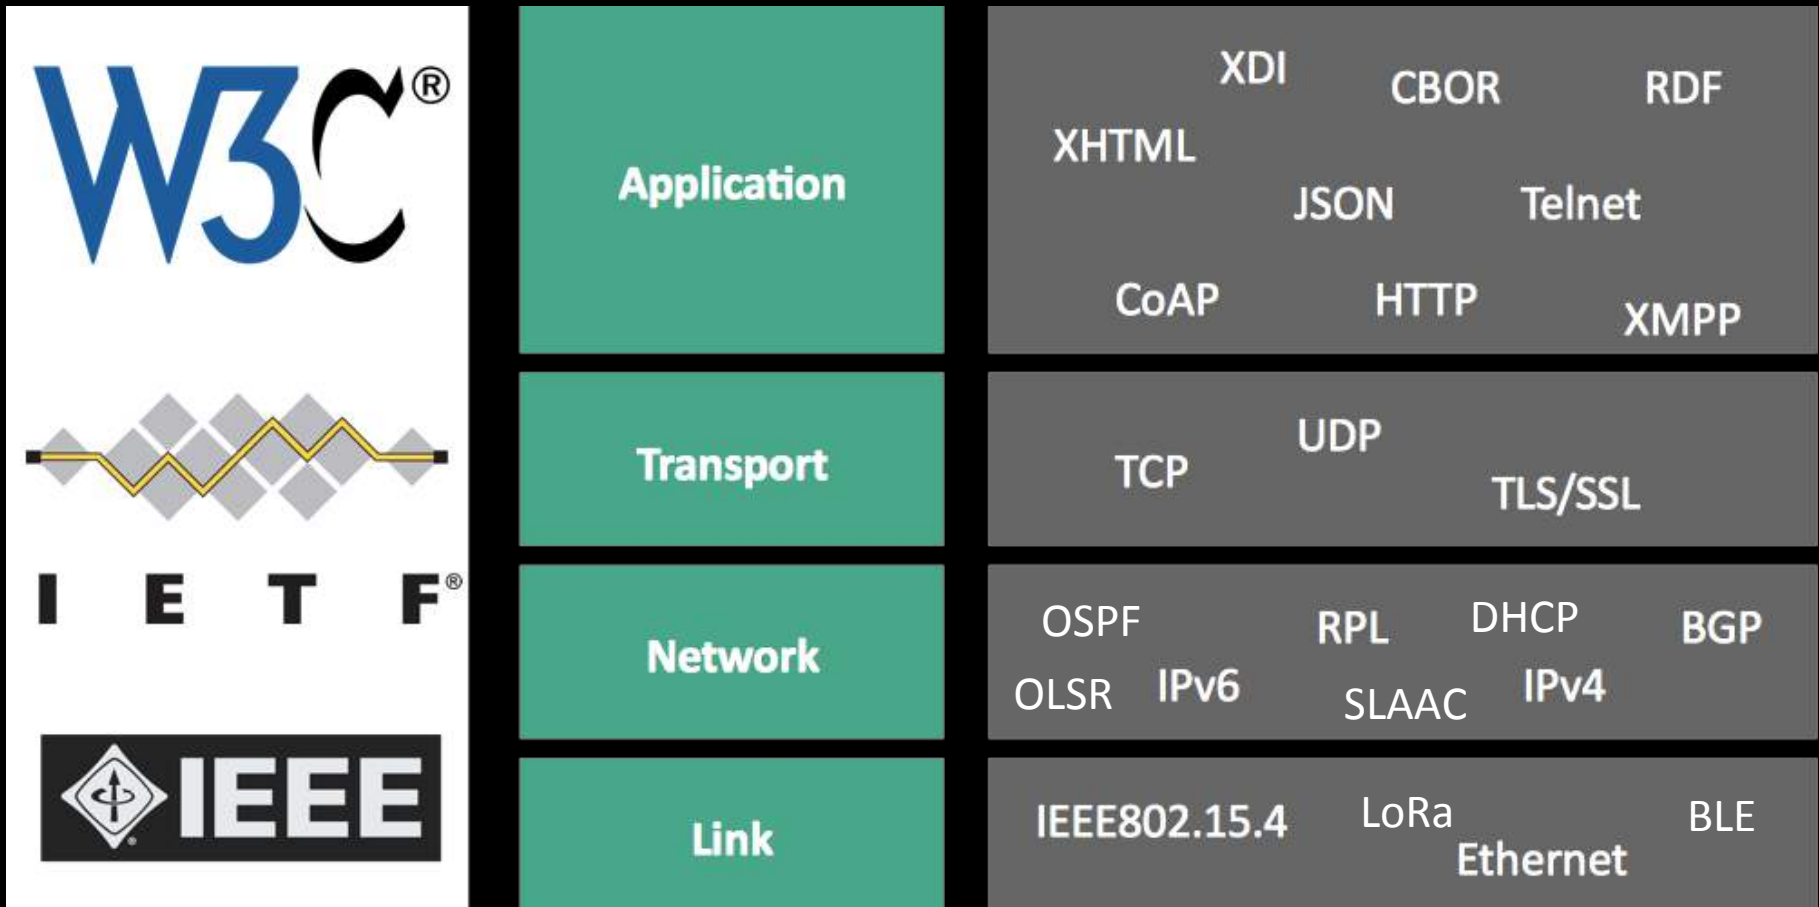 W3C®
I E T F®
IEEE
Application
XDI
CBOR
RDF
XHTML
JSON
Telnet
CoAP
HTTP
XMPP
Transport
UDP
TCP
TLS/SSL
Network
OSPF
RPL
DHCP
BGP
OLSR
IPv6
SLAAC
IPv4
Link
IEEE802.15.4
LoRa
BLE
Ethernet